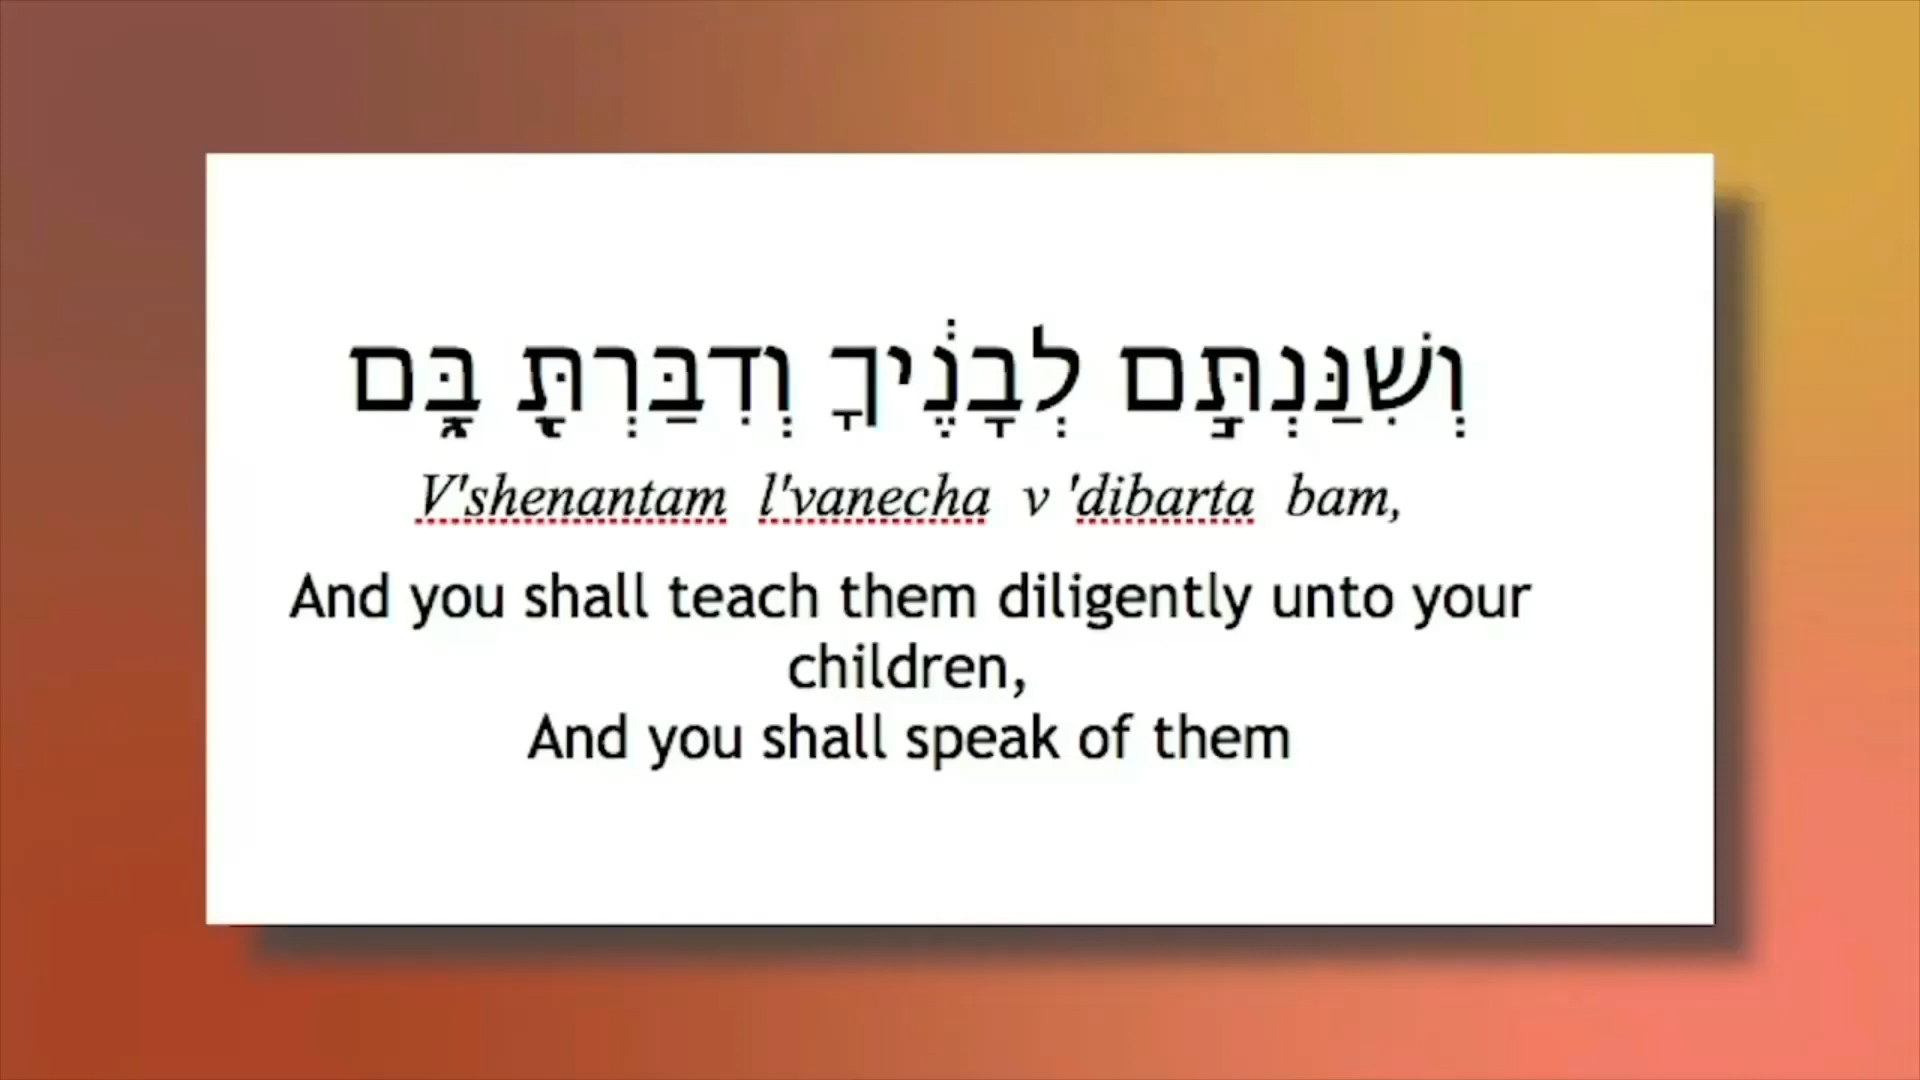 וְשִׁנַּנְתָּ֣ם לְבָנֶ֔יךָ וְדִבַּרְתָּ֖ בָּ֑ם
V'shenantam l'vanecha v 'dibarta bam,
And you shall teach them diligently unto your
children,
And you shall speak of them